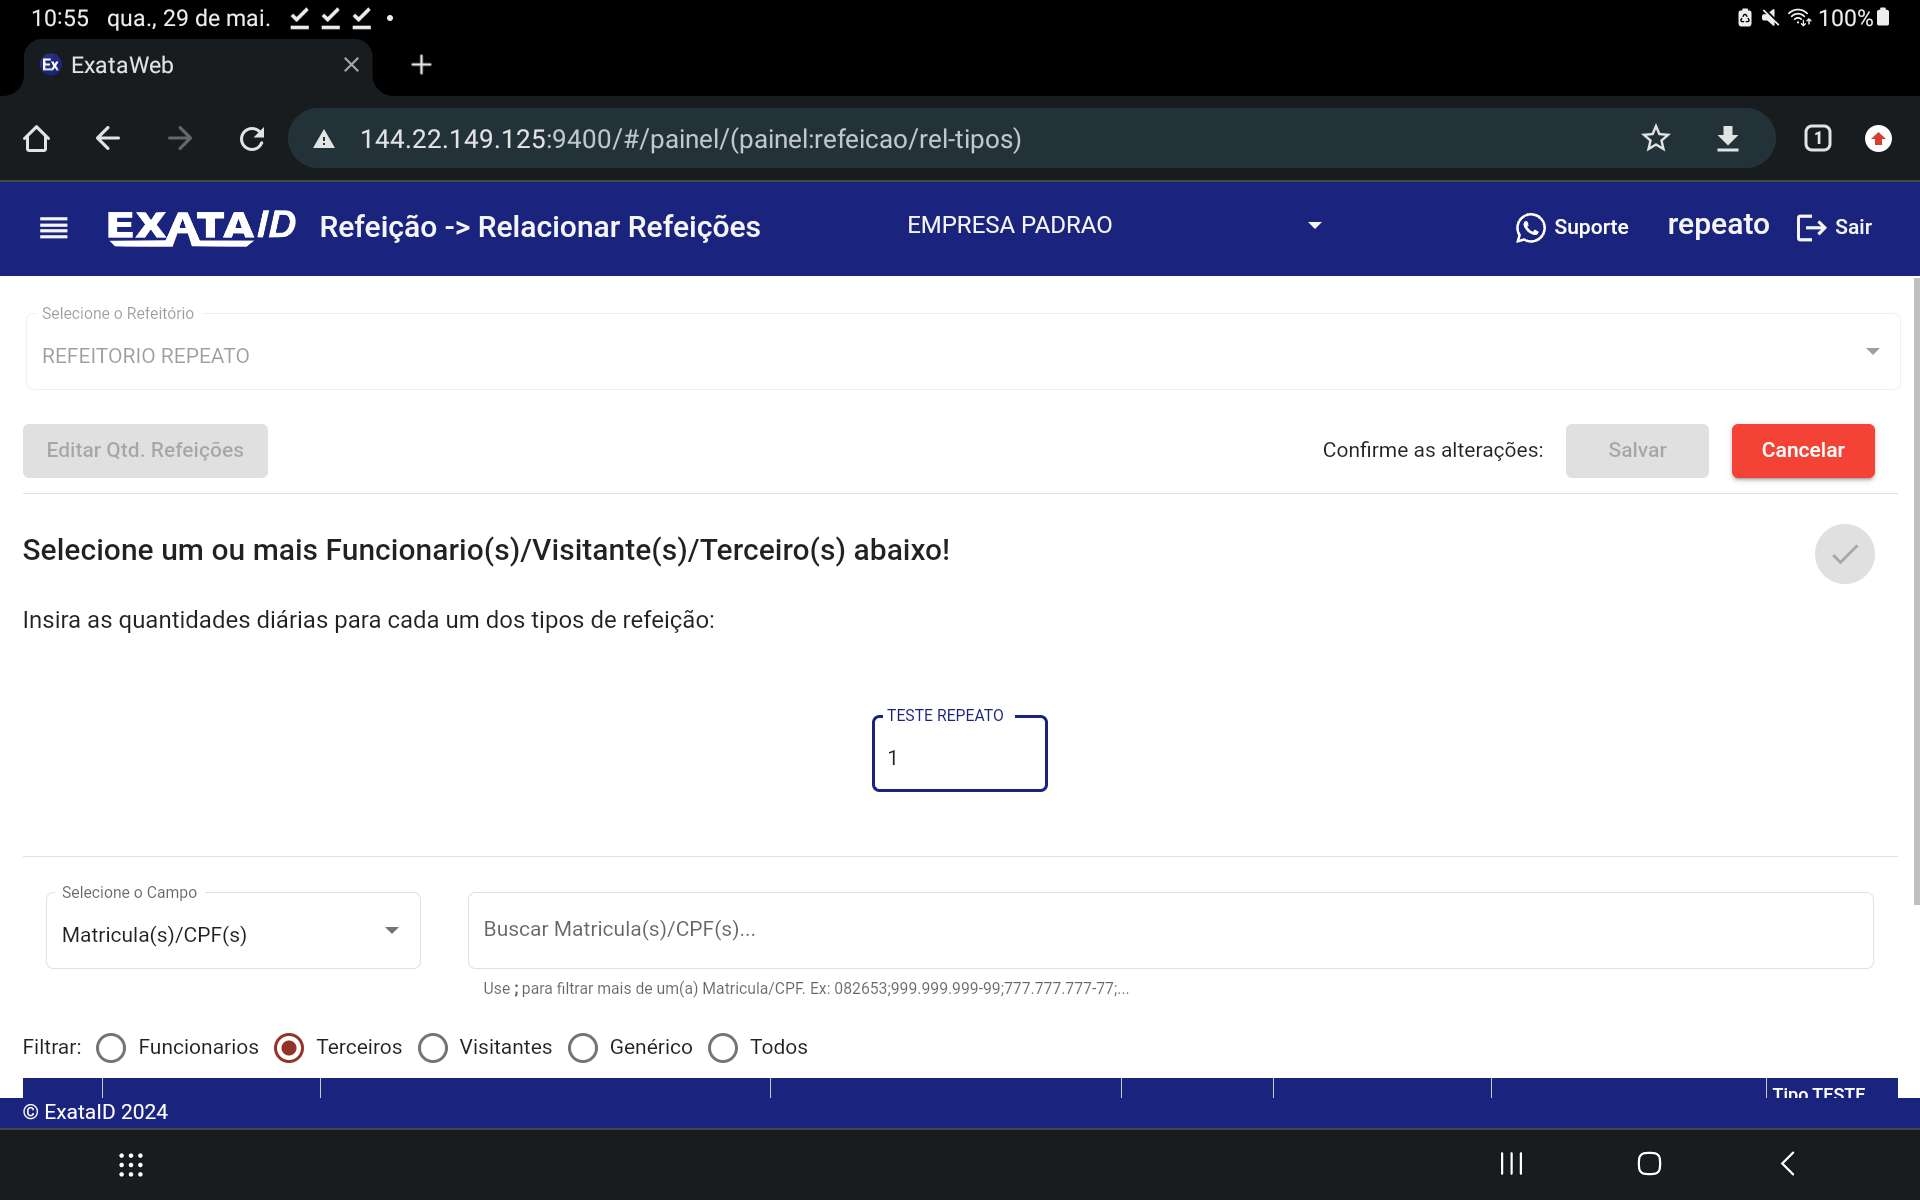 10:55 qua., 29 de mai. 100%
Ex ExataWeb
144.22.149.125:9400/#/painel/(painel:refeicao/rel-tipos) 1
EXATAID Refeição -> Relacionar Refeições EMPRESA PADRAO Suporte repeato Sair
Selecione o Refeitório
REFEITORIO REPEATO
Editar Qtd. Refeições Confirme as alterações: Salvar Cancelar
Selecione um ou mais Funcionario(s)/Visitante(s)/Terceiro(s) abaixo!
Insira as quantidades diárias para cada um dos tipos de refeição:
TESTE REPEATO
1
Selecione o Campo
Matricula(s)/CPF(s) Buscar Matricula(s)/CPF(s)...
Use ; para filtrar mais de um(a) Matricula/CPF. Ex: 082653;999.999.999-99;777.777.777-77;...
Filtrar: Funcionarios Terceiros Visitantes Genérico Todos
Tipo TESTE
© ExataID 2024